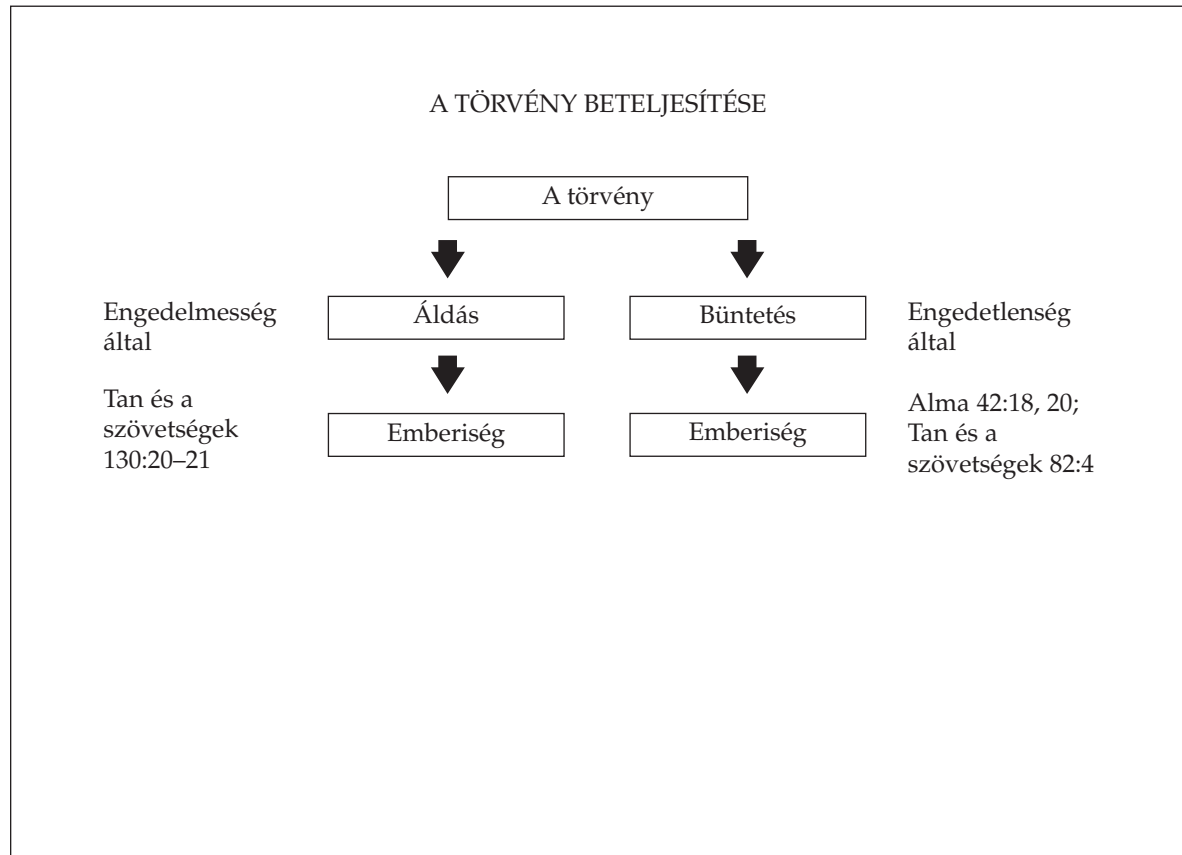 A TÖRVÉNY BETELJESÍTÉSE
A törvény
Engedelmesség
által
Áldás
Büntetés
Engedetlenség
által
Tan és a
szövetségek
130:20–21
Emberiség
Emberiség
Alma 42:18, 20;
Tan és a
szövetségek 82:4